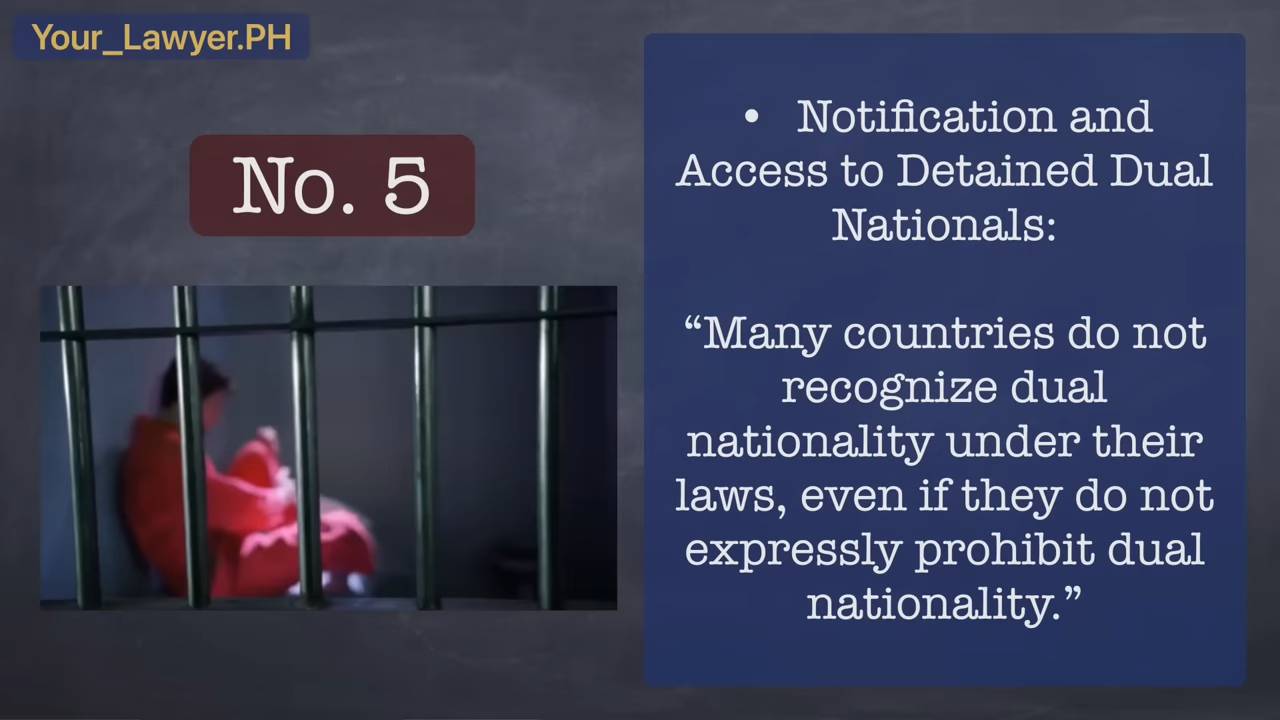 Your_Lawyer.PH
No. 5
• Notification and
Access to Detained Dual
Nationals:
“Many countries do not
recognize dual
nationality under their
laws, even if they do not
expressly prohibit dual
nationality.”